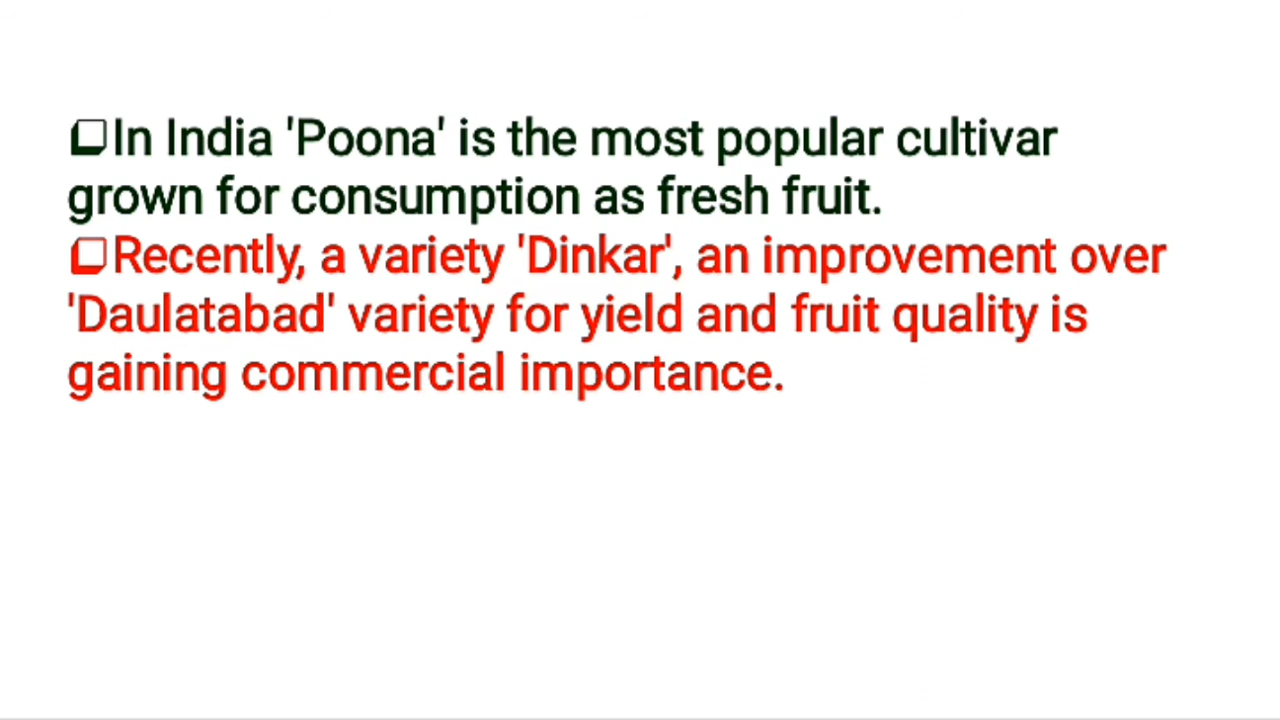 ❑In India 'Poona' is the most popular cultivar
grown for consumption as fresh fruit.
❑Recently, a variety 'Dinkar', an improvement over
'Daulatabad' variety for yield and fruit quality is
gaining commercial importance.